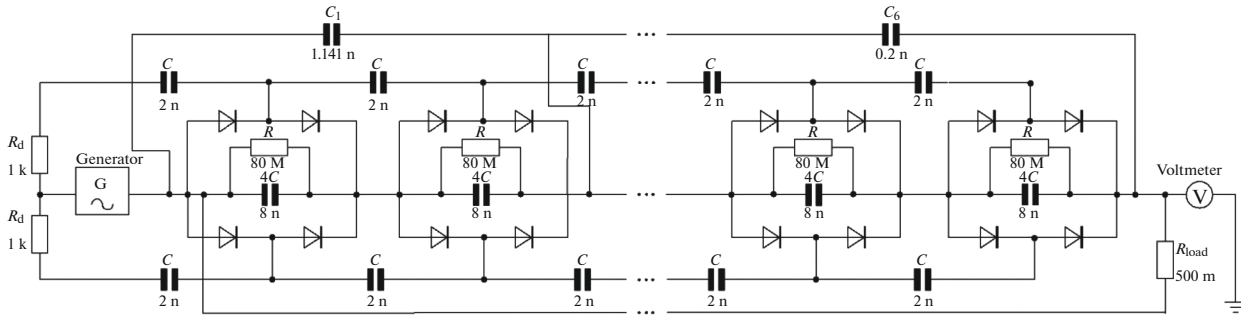 C1 C6
... ...
1.141 n 0.2 n
C C C C C
... 
2 n 2 n 2 n 2 n 2 n
Rd
1 k
Generator
G
R R R R
80 M 80 M 80 M 80 M
4C 4C 4C 4C
...
8 n 8 n 8 n 8 n
Voltmeter
V
Rd
1 k
Rload
500 m
C C C C C
...
2 n 2 n 2 n 2 n 2 n
...